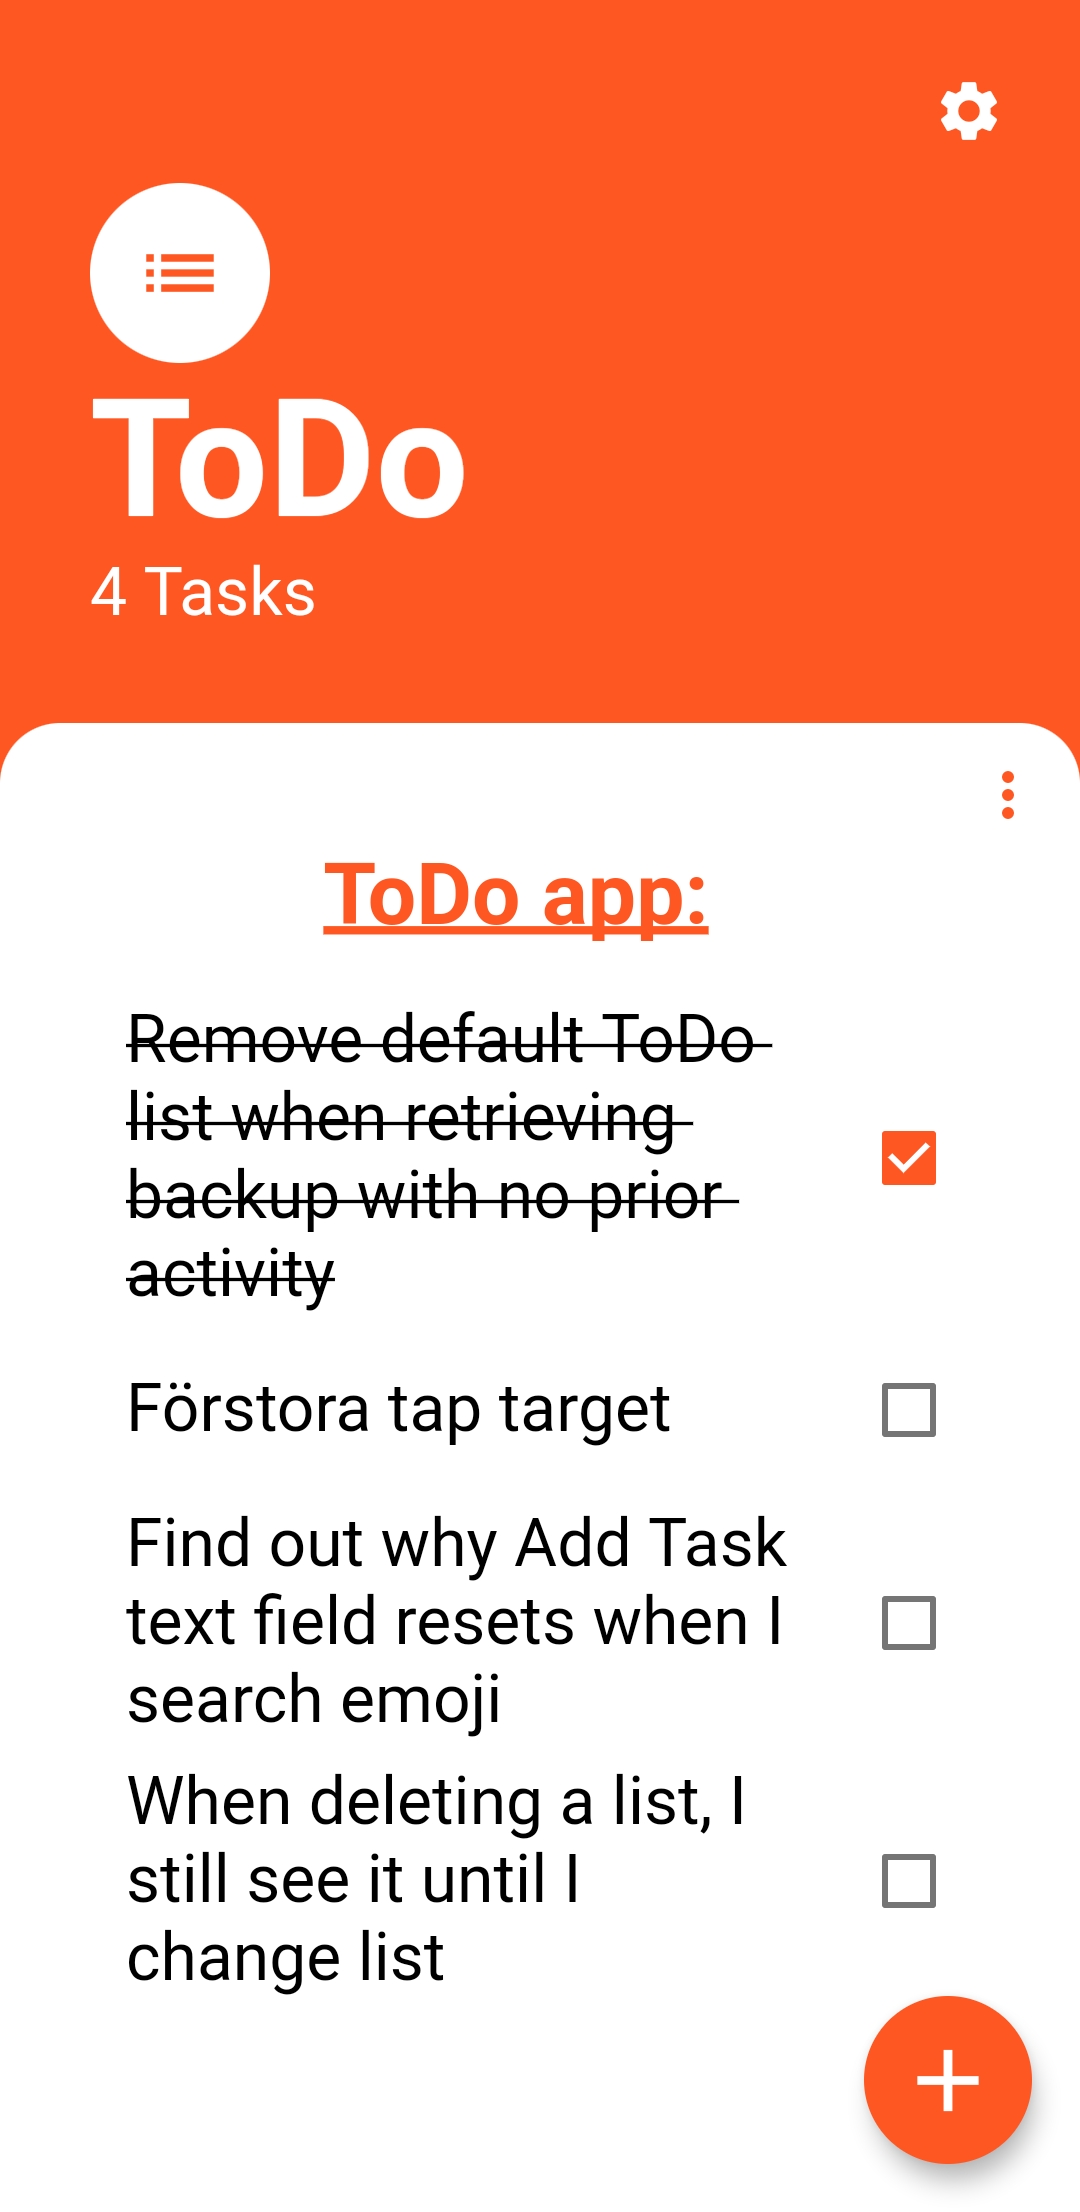 ToDo
4 Tasks
ToDo app:
Remove default ToDo
list when retrieving
backup with no prior
activity
Förstora tap target
Find out why Add Task
text field resets when I
search emoji
When deleting a list, I
still see it until I
change list